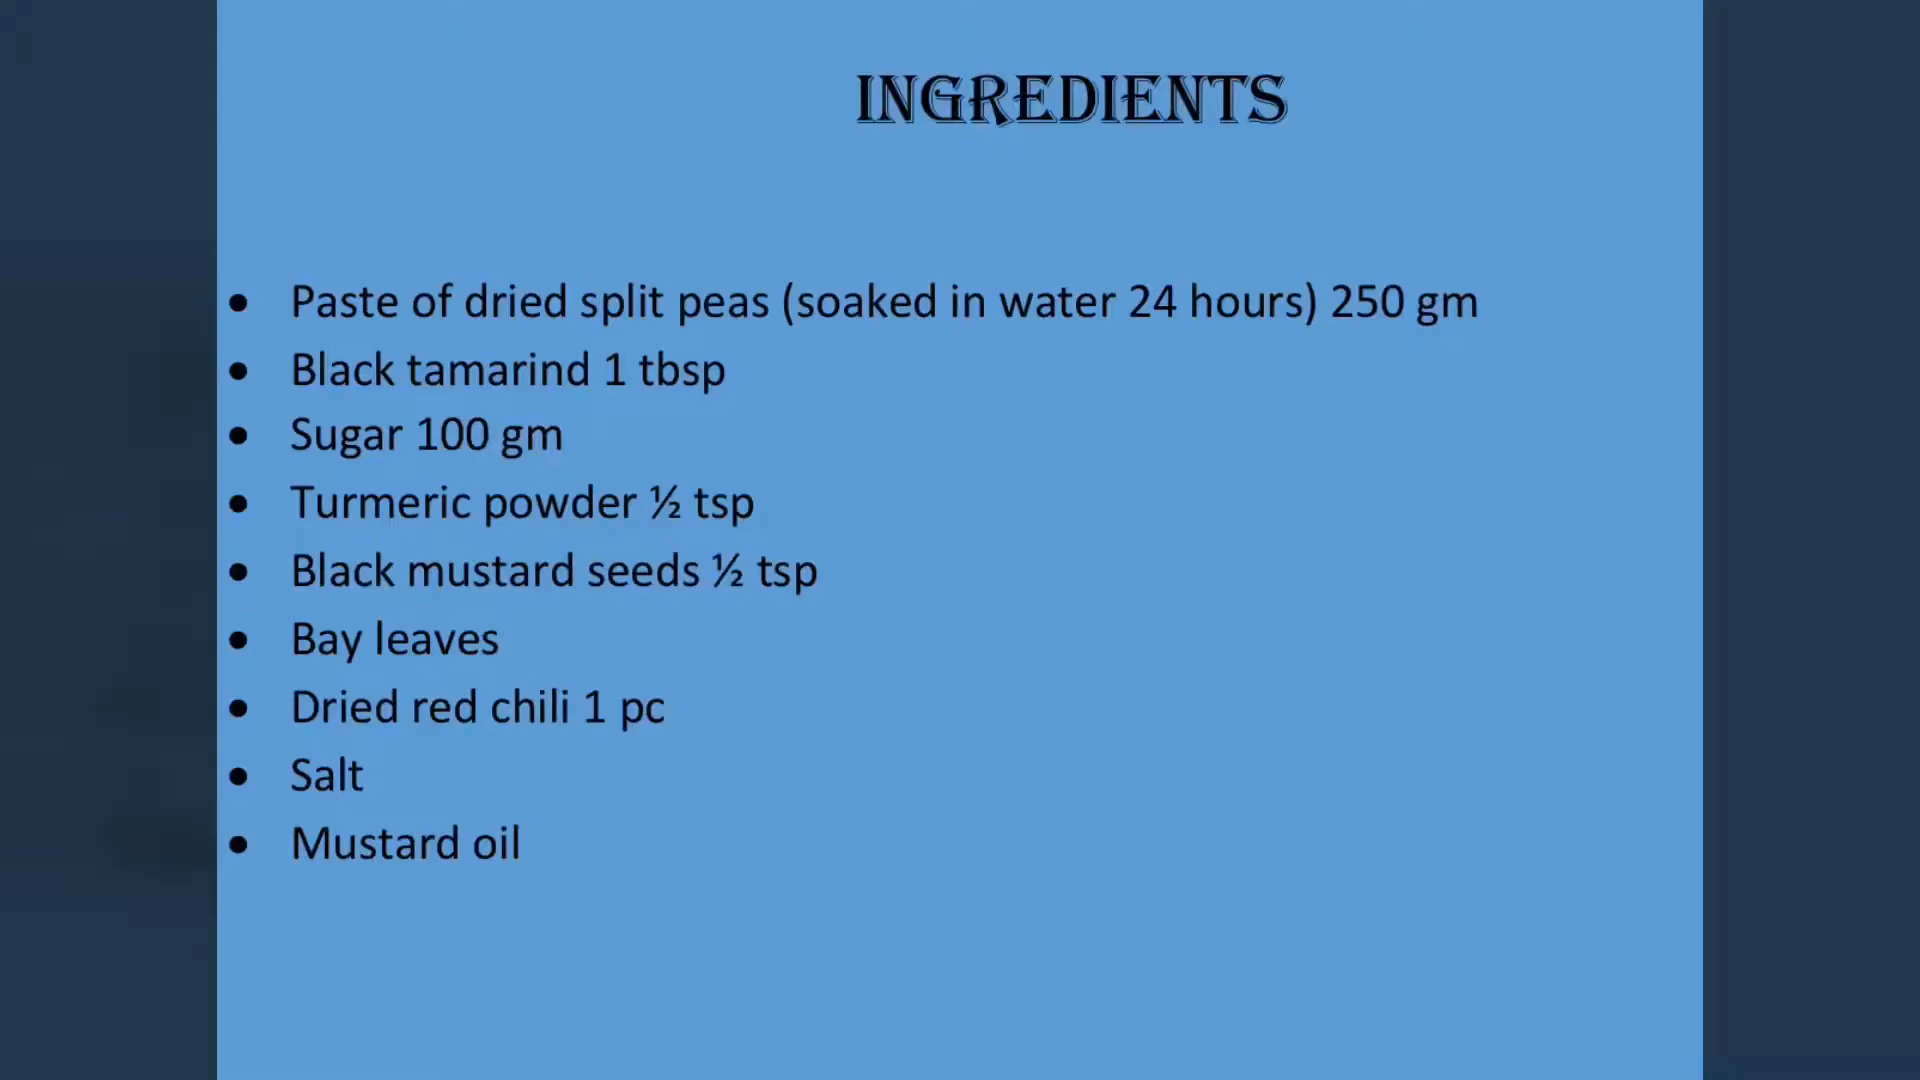 INGREDIENTS
• Paste of dried split peas (soaked in water 24 hours) 250 gm
• Black tamarind 1 tbsp
• Sugar 100 gm
• Turmeric powder ½ tsp
• Black mustard seeds ½ tsp
• Bay leaves
• Dried red chili 1 pc
• Salt
• Mustard oil